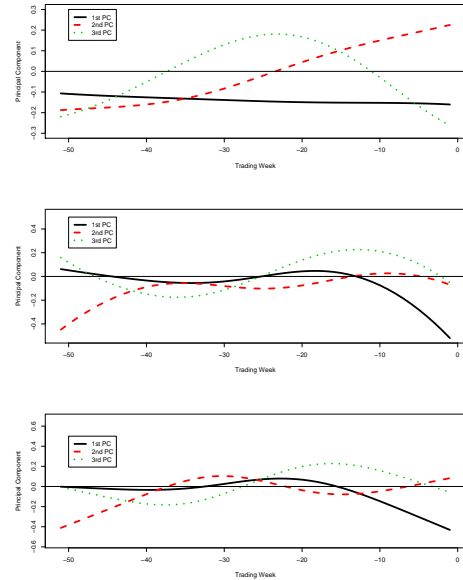 Principal Component
0.3
0.2
0.1
0.0
−0.1
−0.2
−0.3
1st PC
2nd PC
3rd PC
−50 −40 −30 −20 −10 0
Trading Week
Principal Component
0.4
0.2
0.0
−0.2
−0.4
1st PC
2nd PC
3rd PC
−50 −40 −30 −20 −10 0
Trading Week
Principal Component
0.6
0.4
0.2
0.0
−0.2
−0.4
−0.6
1st PC
2nd PC
3rd PC
−50 −40 −30 −20 −10 0
Trading Week